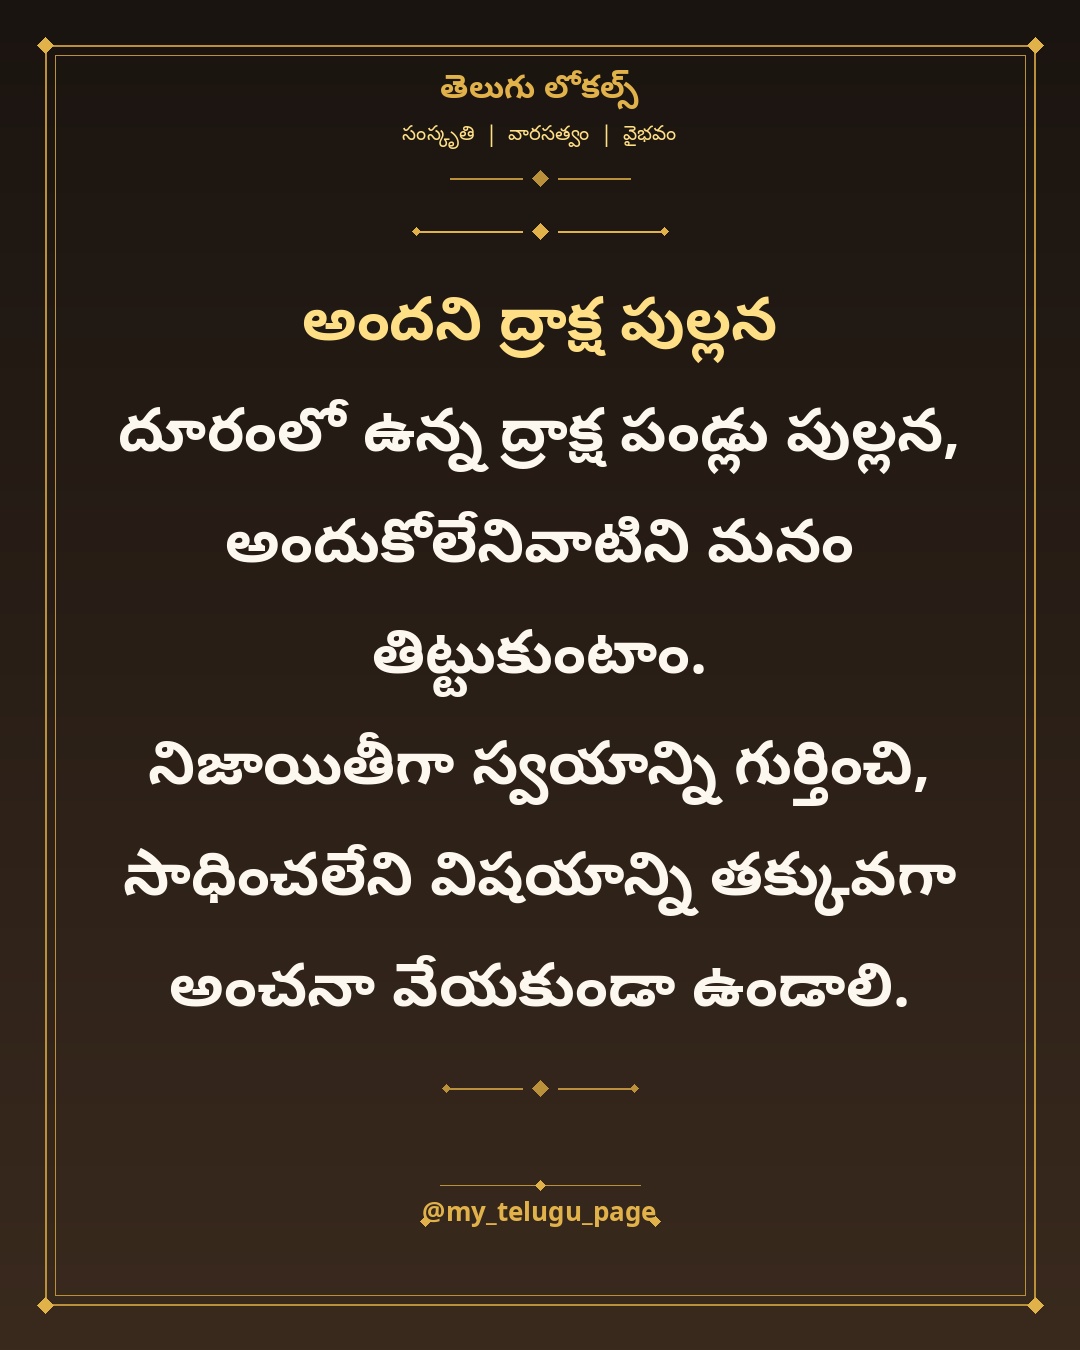 తెలుగు లోకల్స్
సంస్కృతి | వారసత్వం | వైభవం
అందని ద్రాక్ష పుల్లన
దూరంలో ఉన్న ద్రాక్ష పండ్లు పుల్లన,
అందుకోలేనివాటిని మనం
తిట్టుకుంటాం.
నిజాయితీగా స్వయాన్ని గుర్తించి,
సాధించలేని విషయాన్ని తక్కువగా
అంచనా వేయకుండా ఉండాలి.
@my_telugu_page